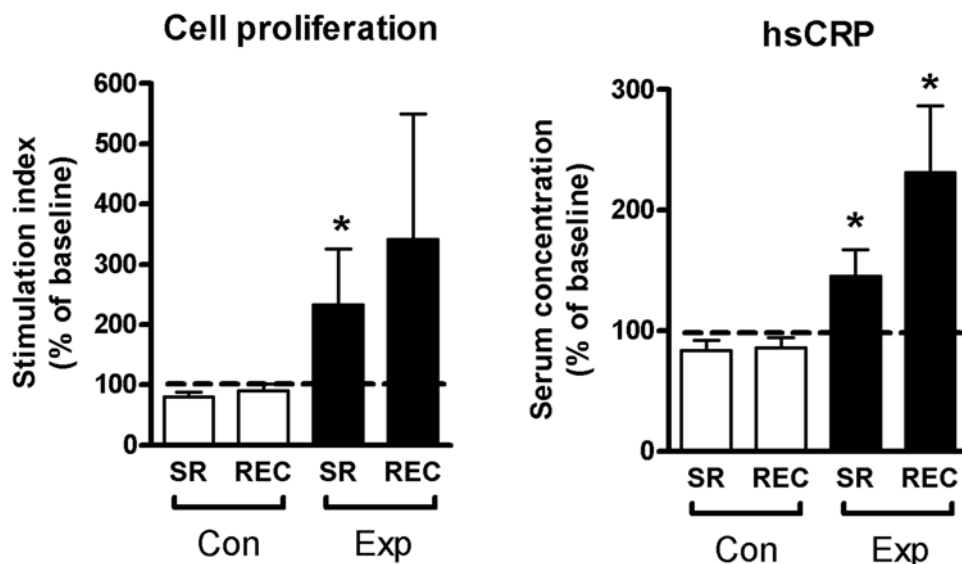 Cell proliferation
Stimulation index
(% of baseline)
600
500
400
300
200
100
0
*
SR REC SR REC
Con Exp
hsCRP
Serum concentration
(% of baseline)
300
200
100
0
*
*
SR REC SR REC
Con Exp